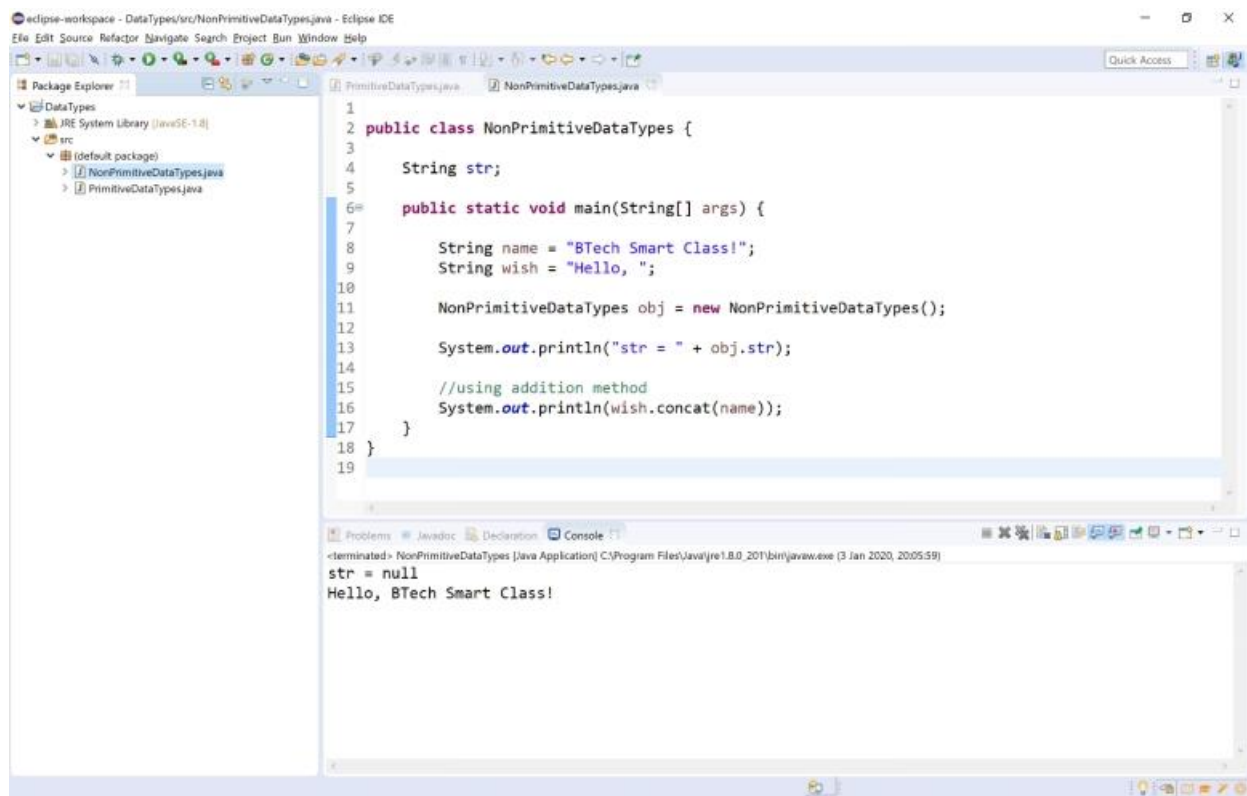 eclipse-workspace - DataTypes/src/NonPrimitiveDataTypes.java - Eclipse IDE
File Edit Source Refactor Navigate Search Project Run Window Help
Quick Access
Package Explorer
DataTypes
JRE System Library [JavaSE-1.8]
src
(default package)
NonPrimitiveDataTypes.java
PrimitiveDataTypes.java
PrimitiveDataTypes.java NonPrimitiveDataTypes.java
1
2 public class NonPrimitiveDataTypes {
3
4 String str;
5
6 public static void main(String[] args) {
7
8 String name = "BTech Smart Class!";
9 String wish = "Hello, ";
10
11 NonPrimitiveDataTypes obj = new NonPrimitiveDataTypes();
12
13 System.out.println("str = " + obj.str);
14
15 //using addition method
16 System.out.println(wish.concat(name));
17 }
18 }
19
Problems Javadoc Declaration Console
<terminated> NonPrimitiveDataTypes [Java Application] C:\Program Files\Java\jre1.8.0_201\bin\javaw.exe (3 Jan 2020, 20:05:59)
str = null
Hello, BTech Smart Class!